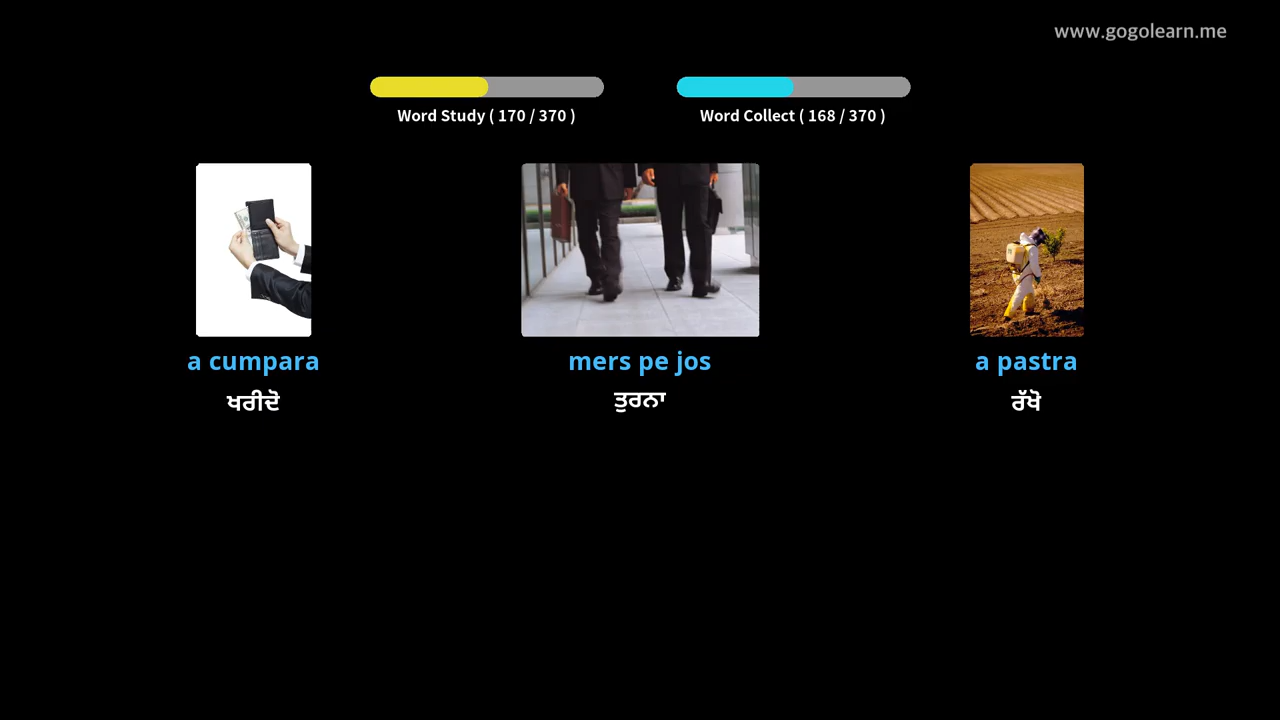 www.gogolearn.me
Word Study ( 170 / 370 )
Word Collect ( 168 / 370 )
a cumpara
mers pe jos
a pastra
ਖਰੀਦੋ
ਤੁਰਨਾ
ਰੱਖੋ